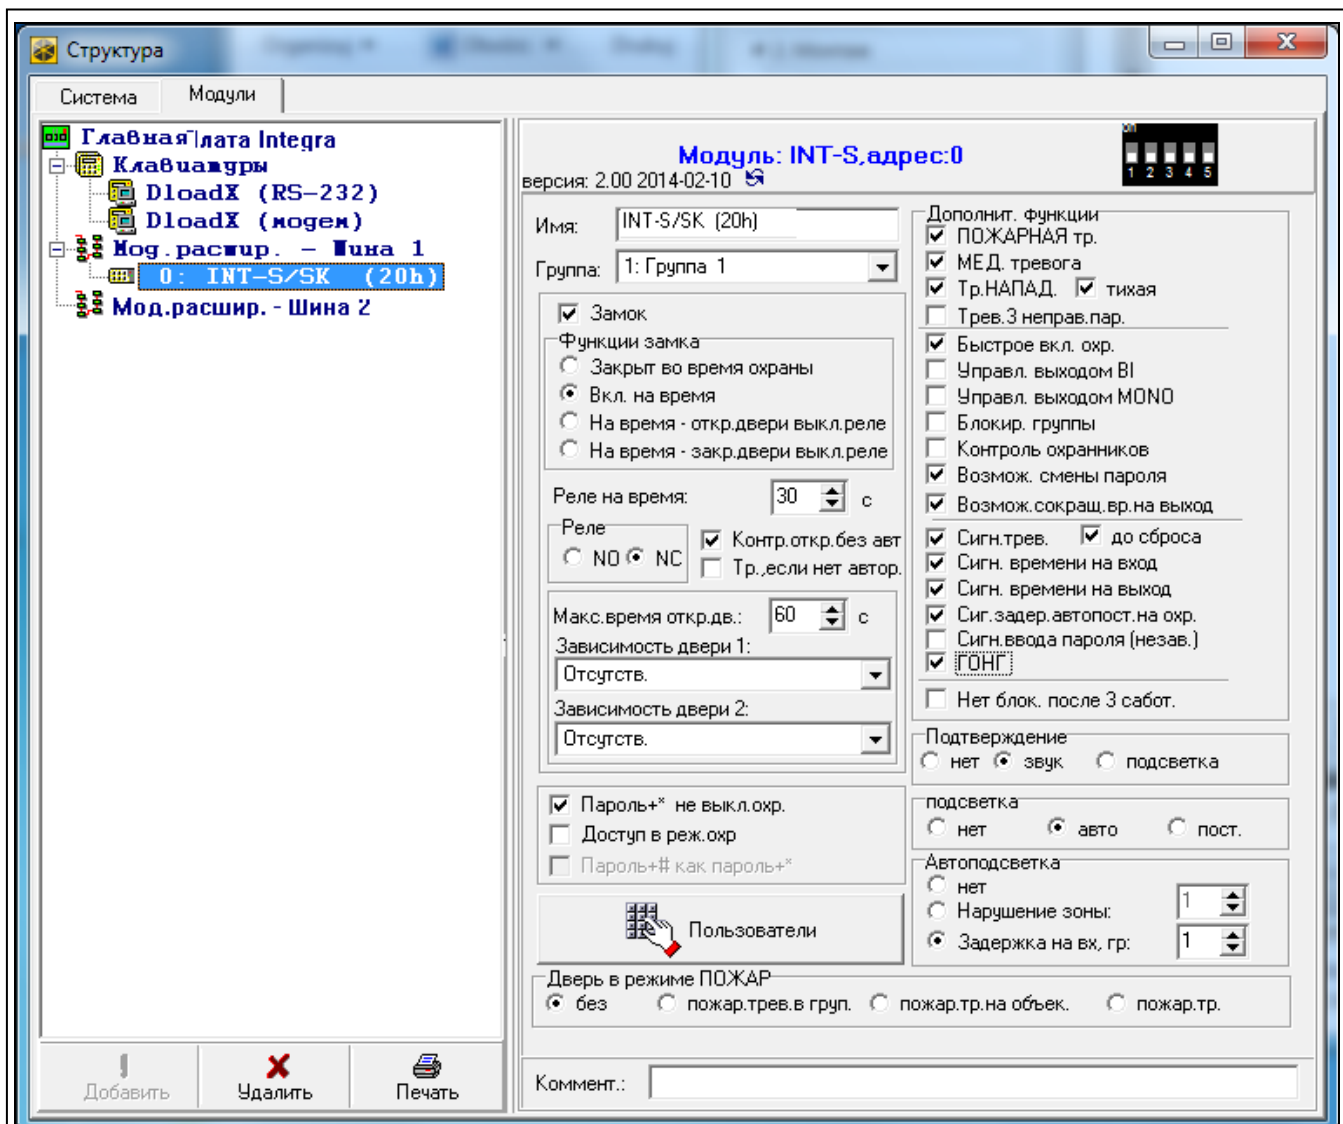 Структура
Система
Модули
Главная плата Integra
Клавиатуры
DloadX (RS-232)
DloadX (модем)
Мод.расшир. - Шина 1
0: INT-S/SK (20h)
Мод.расшир. - Шина 2
Добавить
Удалить
Печать
Модуль: INT-S,адрес:0
версия: 2.00 2014-02-10
on
1 2 3 4 5
Имя:
INT-S/SK (20h)
Группа:
1: Группа 1
Замок
Функции замка
Закрыт во время охраны
Вкл. на время
На время - откр.двери выкл.реле
На время - закр.двери выкл.реле
Реле на время:
30
с
Реле
NO
NC
Контр.откр.без авт
Тр.,если нет автор.
Макс.время откр.дв.:
60
с
Зависимость двери 1:
Отсутств.
Зависимость двери 2:
Отсутств.
Пароль+* не выкл.охр.
Доступ в реж.охр
Пароль+# как пароль+*
Пользователи
Дополнит. функции
ПОЖАРНАЯ тр.
МЕД. тревога
Тр.НАПАД.
тихая
Трев.3 неправ.пар.
Быстрое вкл. охр.
Управл. выходом BI
Управл. выходом MONO
Блокир. группы
Контроль охранников
Возмож. смены пароля
Возмож.сокращ.вр.на выход
Сигн.трев.
до сброса
Сигн. времени на вход
Сигн. времени на выход
Сиг.задер.автопост.на охр.
Сигн.ввода пароля (незав.)
ГОНГ
Нет блок. после 3 сабот.
Подтверждение
нет
звук
подсветка
подсветка
нет
авто
пост.
Автоподсветка
нет
Нарушение зоны:
1
Задержка на вх, гр:
1
Дверь в режиме ПОЖАР
без
пожар.трев.в груп.
пожар.тр.на объек.
пожар.тр.
Коммент.: